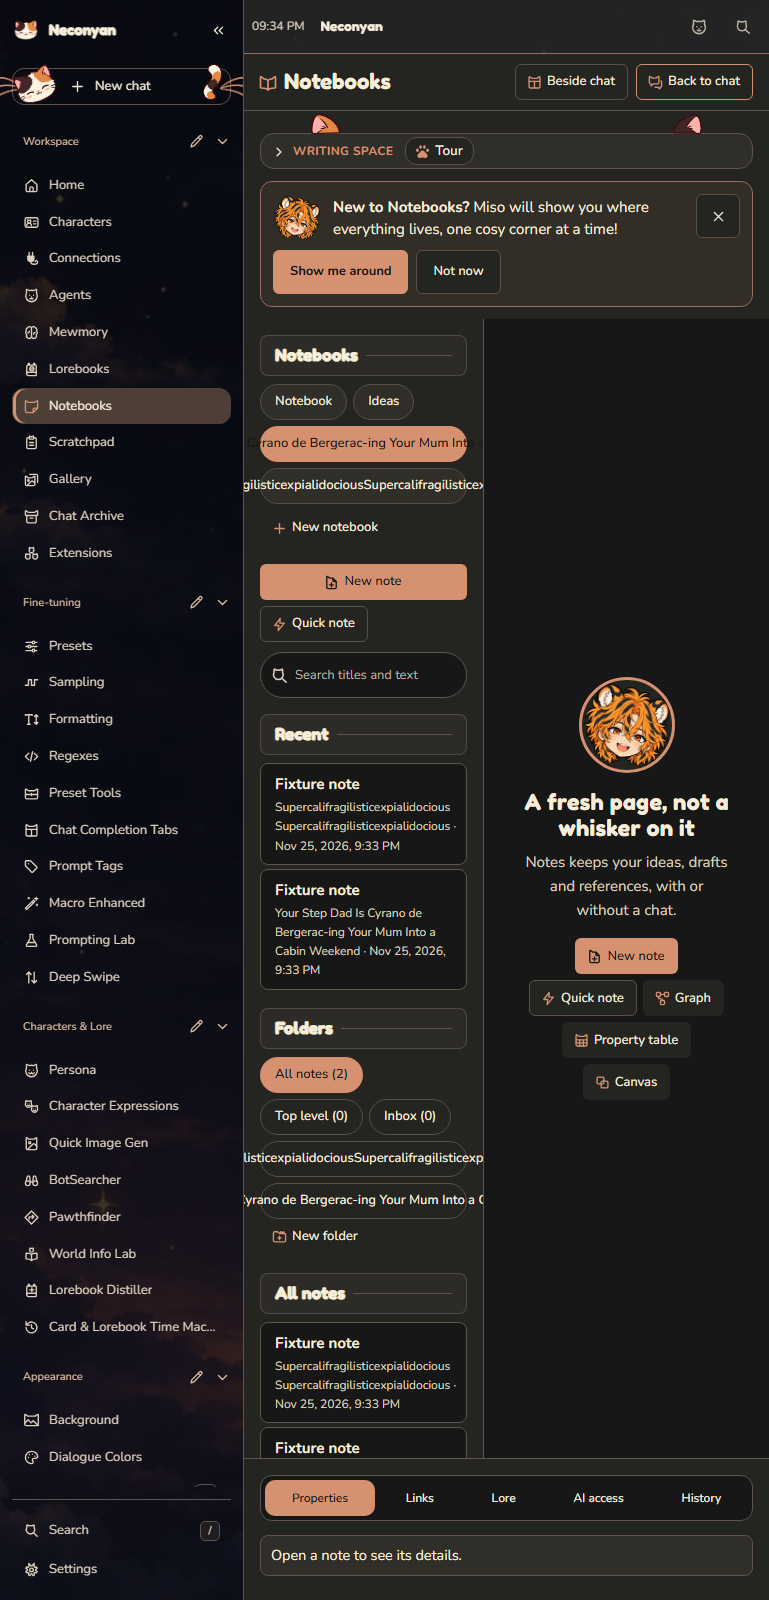 Neconyan
New chat
Workspace
Home
Characters
Connections
Agents
Mewmory
Lorebooks
Notebooks
Scratchpad
Gallery
Chat Archive
Extensions
Fine-tuning
Presets
Sampling
Formatting
Regexes
Preset Tools
Chat Completion Tabs
Prompt Tags
Macro Enhanced
Prompting Lab
Deep Swipe
Characters & Lore
Persona
Character Expressions
Quick Image Gen
BotSearcher
Pawthfinder
World Info Lab
Lorebook Distiller
Card & Lorebook Time Mac...
Appearance
Background
Dialogue Colors
Search /
Settings
09:34 PM Neconyan
Notebooks
Beside chat
Back to chat
WRITING SPACE
Tour
New to Notebooks? Miso will show you where
everything lives, one cosy corner at a time!
Show me around
Not now
Notebooks
Notebook
Ideas
Cyrano de Bergerac-ing Your Mum Into a
gilisticexpialidociousSupercalifragilisticex
New notebook
New note
Quick note
Search titles and text
Recent
Fixture note
Supercalifragilisticexpialidocious
Supercalifragilisticexpialidocious ·
Nov 25, 2026, 9:33 PM
Fixture note
Your Step Dad Is Cyrano de
Bergerac-ing Your Mum Into a
Cabin Weekend · Nov 25, 2026,
9:33 PM
Folders
All notes (2)
Top level (0)
Inbox (0)
listicexpialidociousSupercalifragilisticexp
Cyrano de Bergerac-ing Your Mum Into a C
New folder
All notes
Fixture note
Supercalifragilisticexpialidocious
Supercalifragilisticexpialidocious ·
Nov 25, 2026, 9:33 PM
Fixture note
A fresh page, not a
whisker on it
Notes keeps your ideas, drafts
and references, with or
without a chat.
New note
Quick note
Graph
Property table
Canvas
Properties
Links
Lore
AI access
History
Open a note to see its details.